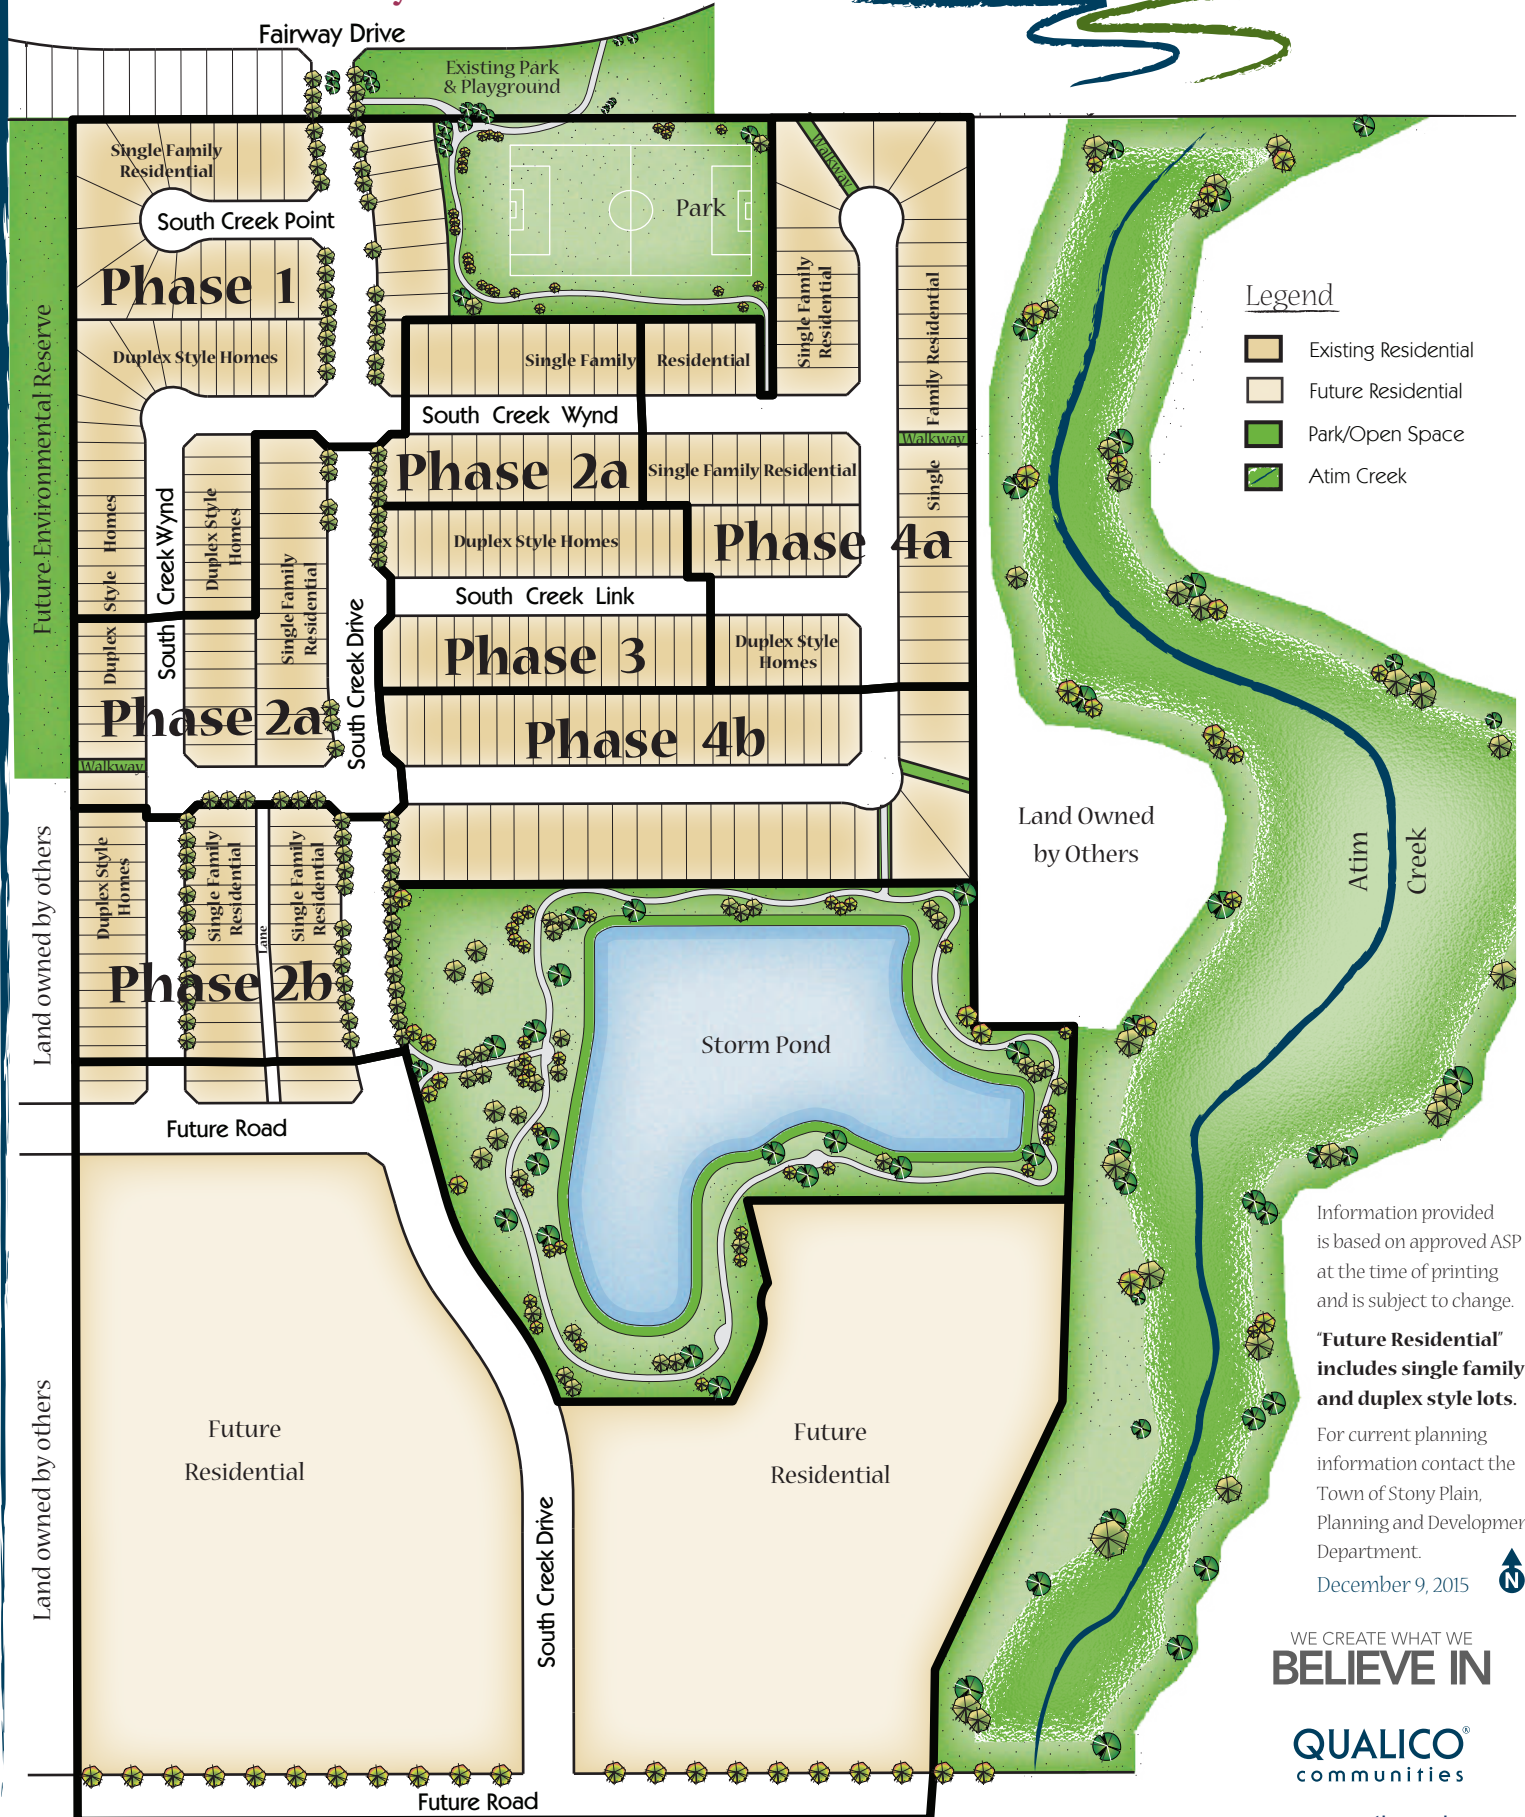 Fairway Drive
Existing Park
& Playground
Single Family
Residential
South Creek Point
Phase 1
Duplex Style Homes
Park
Walkway
Single Family
Residential
Single Family Residential
Walkway
Legend
Existing Residential
Future Residential
Park/Open Space
Atim Creek
Future Environmental Reserve
Single Family Residential
South Creek Wynd
Phase 2a
Single Family Residential
Duplex Style Homes
Phase 4a
South Creek Link
Phase 3
Duplex Style
Homes
Phase 4b
Duplex Style Homes
South Creek Wynd
Duplex Style
Homes
Single Family
Residential
South Creek Drive
Phase 2a
Walkway
Land owned by others
Duplex Style
Homes
Single Family
Residential
Lane
Single Family
Residential
Phase 2b
Land Owned
by Others
Atim
Creek
Storm Pond
Future Road
Land owned by others
Future
Residential
South Creek Drive
Future
Residential
Future Road
Information provided
is based on approved ASP
at the time of printing
and is subject to change.
"Future Residential"
includes single family
and duplex style lots.
For current planning
information contact the
Town of Stony Plain,
Planning and Developmen
Department.
December 9, 2015
N
WE CREATE WHAT WE
BELIEVE IN
QUALICO®
communities